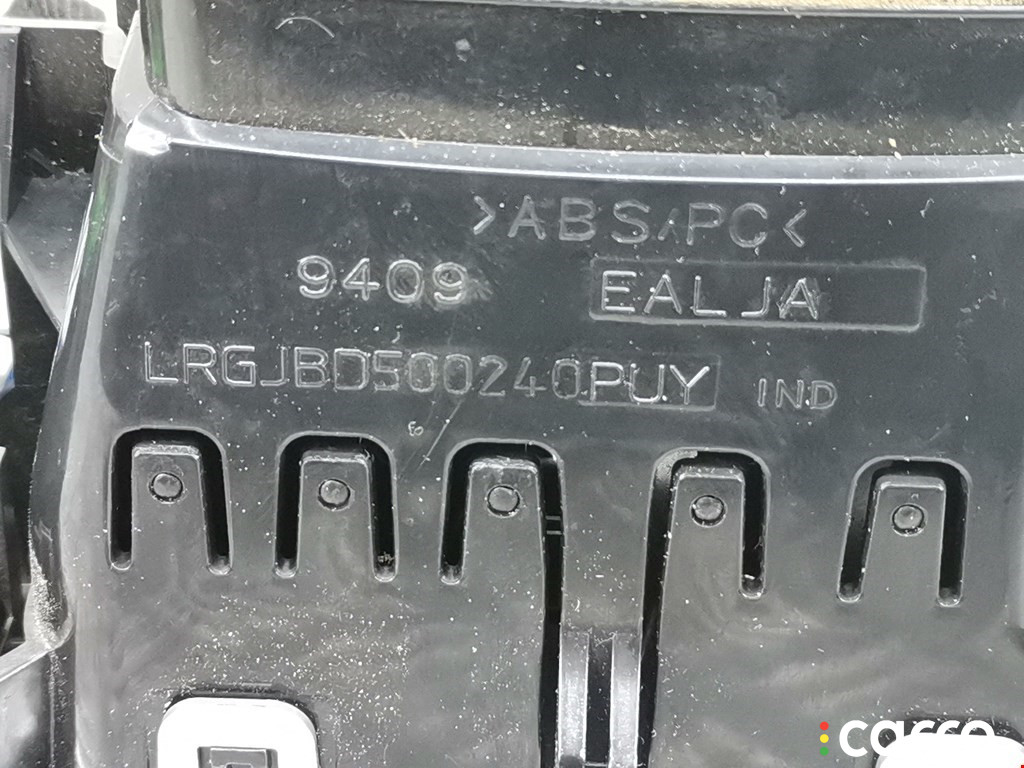 >ABS/PC<
9409 EALJA
LRGJBD500240PUY IND